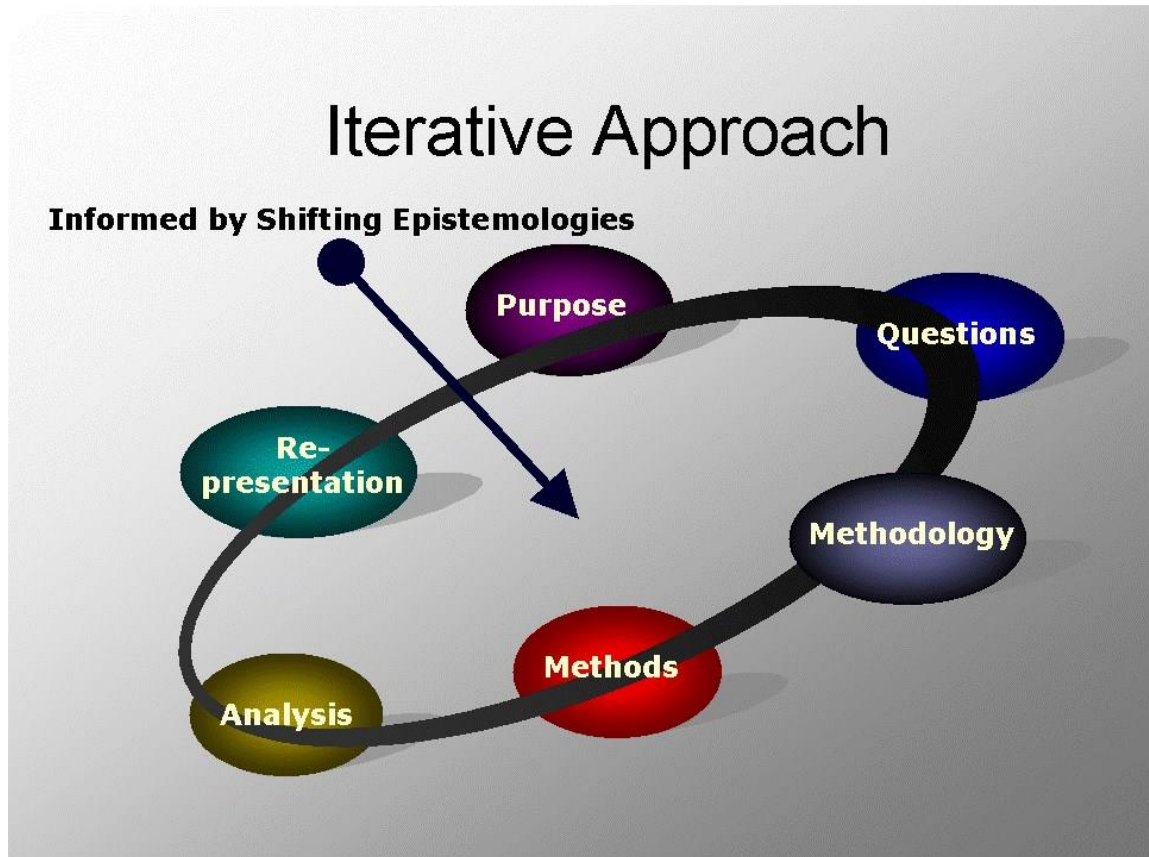 Iterative Approach
Informed by Shifting Epistemologies
Purpose
Questions
Re-
presentation
Methodology
Methods
Analysis